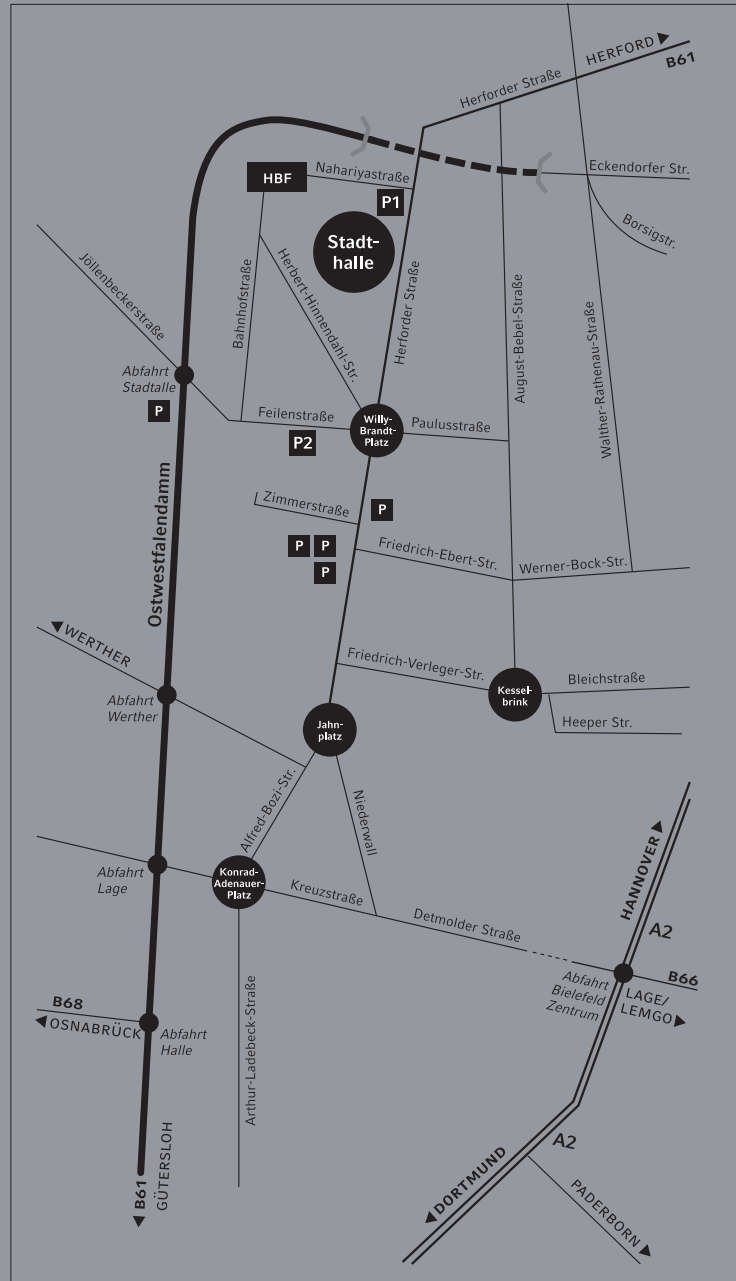 HERFORD
B61
Herforder Straße
Eckendorfer Str.
Nahariyastraße
HBF
P1
Borsigstr.
Stadt-
halle
Jöllenbeckerstraße
Bahnhofstraße
Herbert-Hinnendahl-Str.
Herforder Straße
August-Bebel-Straße
Walther-Rathenau-Straße
Abfahrt
Stadtalle
P
Feilenstraße
P2
Willy-
Brandt-
Platz
Paulusstraße
Ostwestfalendamm
Zimmerstraße
P
P
P
P
Friedrich-Ebert-Str.
Werner-Bock-Str.
WERTHER
Friedrich-Verleger-Str.
Kessel-
brink
Bleichstraße
Heeper Str.
Abfahrt
Werther
Jahn-
platz
Alfred-Bozi-Str.
Niederwall
Abfahrt
Lage
Konrad-
Adenauer-
Platz
Kreuzstraße
Detmolder Straße
HANNOVER
A2
B66
Abfahrt
Bielefeld
Zentrum
LAGE/
LEMGO
B68
OSNABRÜCK
Abfahrt
Halle
Arthur-Ladebeck-Straße
B61
GÜTERSLOH
A2
DORTMUND
PADERBORN